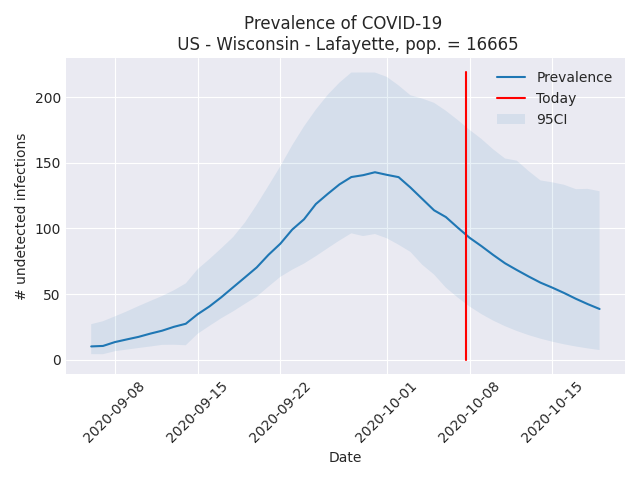 Prevalence of COVID-19
US - Wisconsin - Lafayette, pop. = 16665
Prevalence
Today
95CI
# undetected infections
200
150
100
50
0
2020-09-08
2020-09-15
2020-09-22
2020-10-01
2020-10-08
2020-10-15
Date